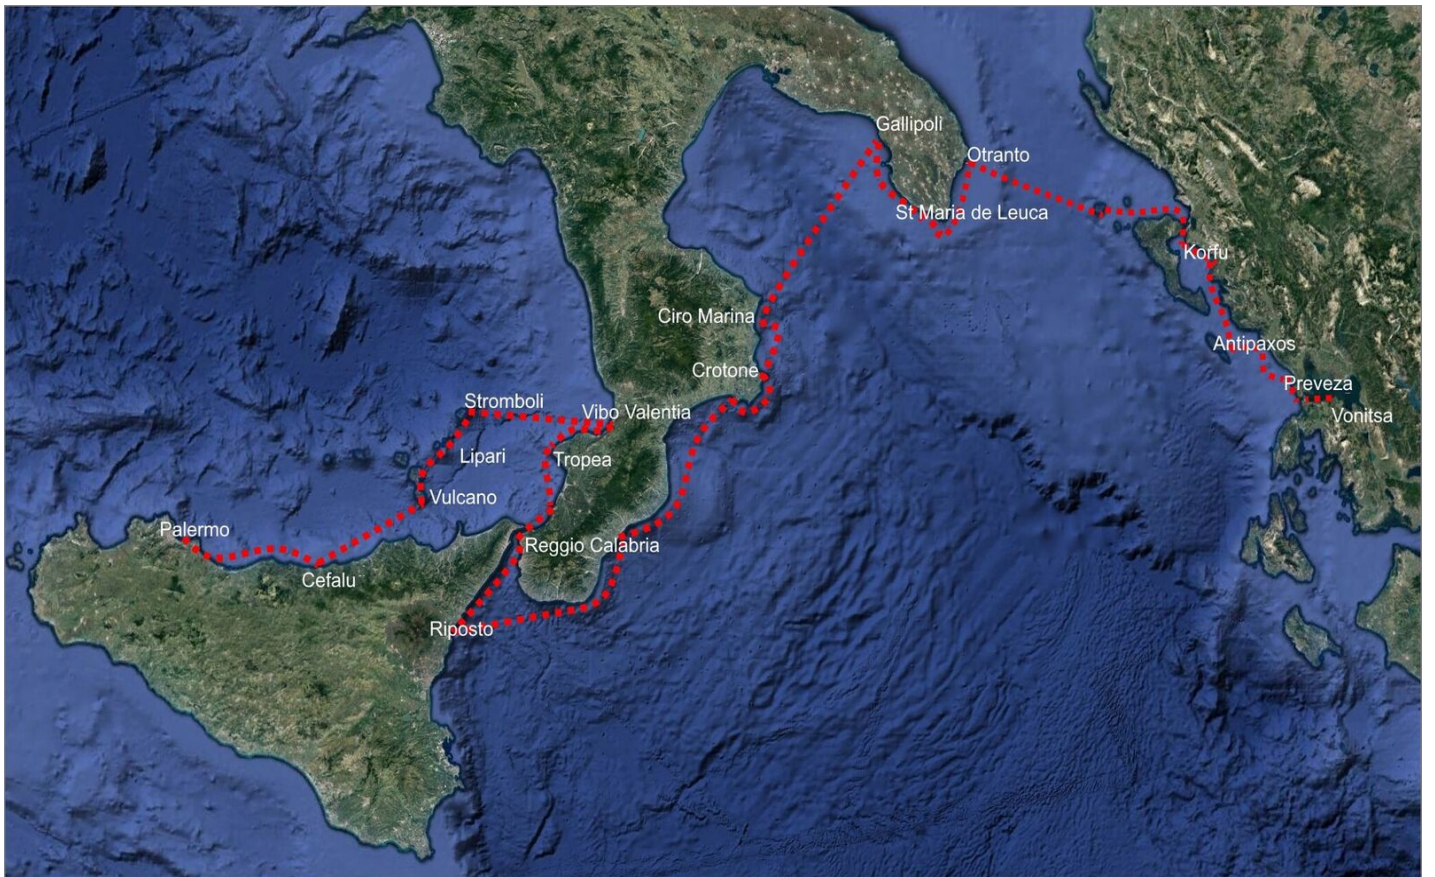 Gallipoli
Otranto
St Maria de Leuca
Korfu
Ciro Marina
Antipaxos
Crotone
Preveza
Stromboli
Vibo Valentia
Vonitsa
Lipari
Tropea
Vulcano
Palermo
Reggio Calabria
Cefalu
Riposto